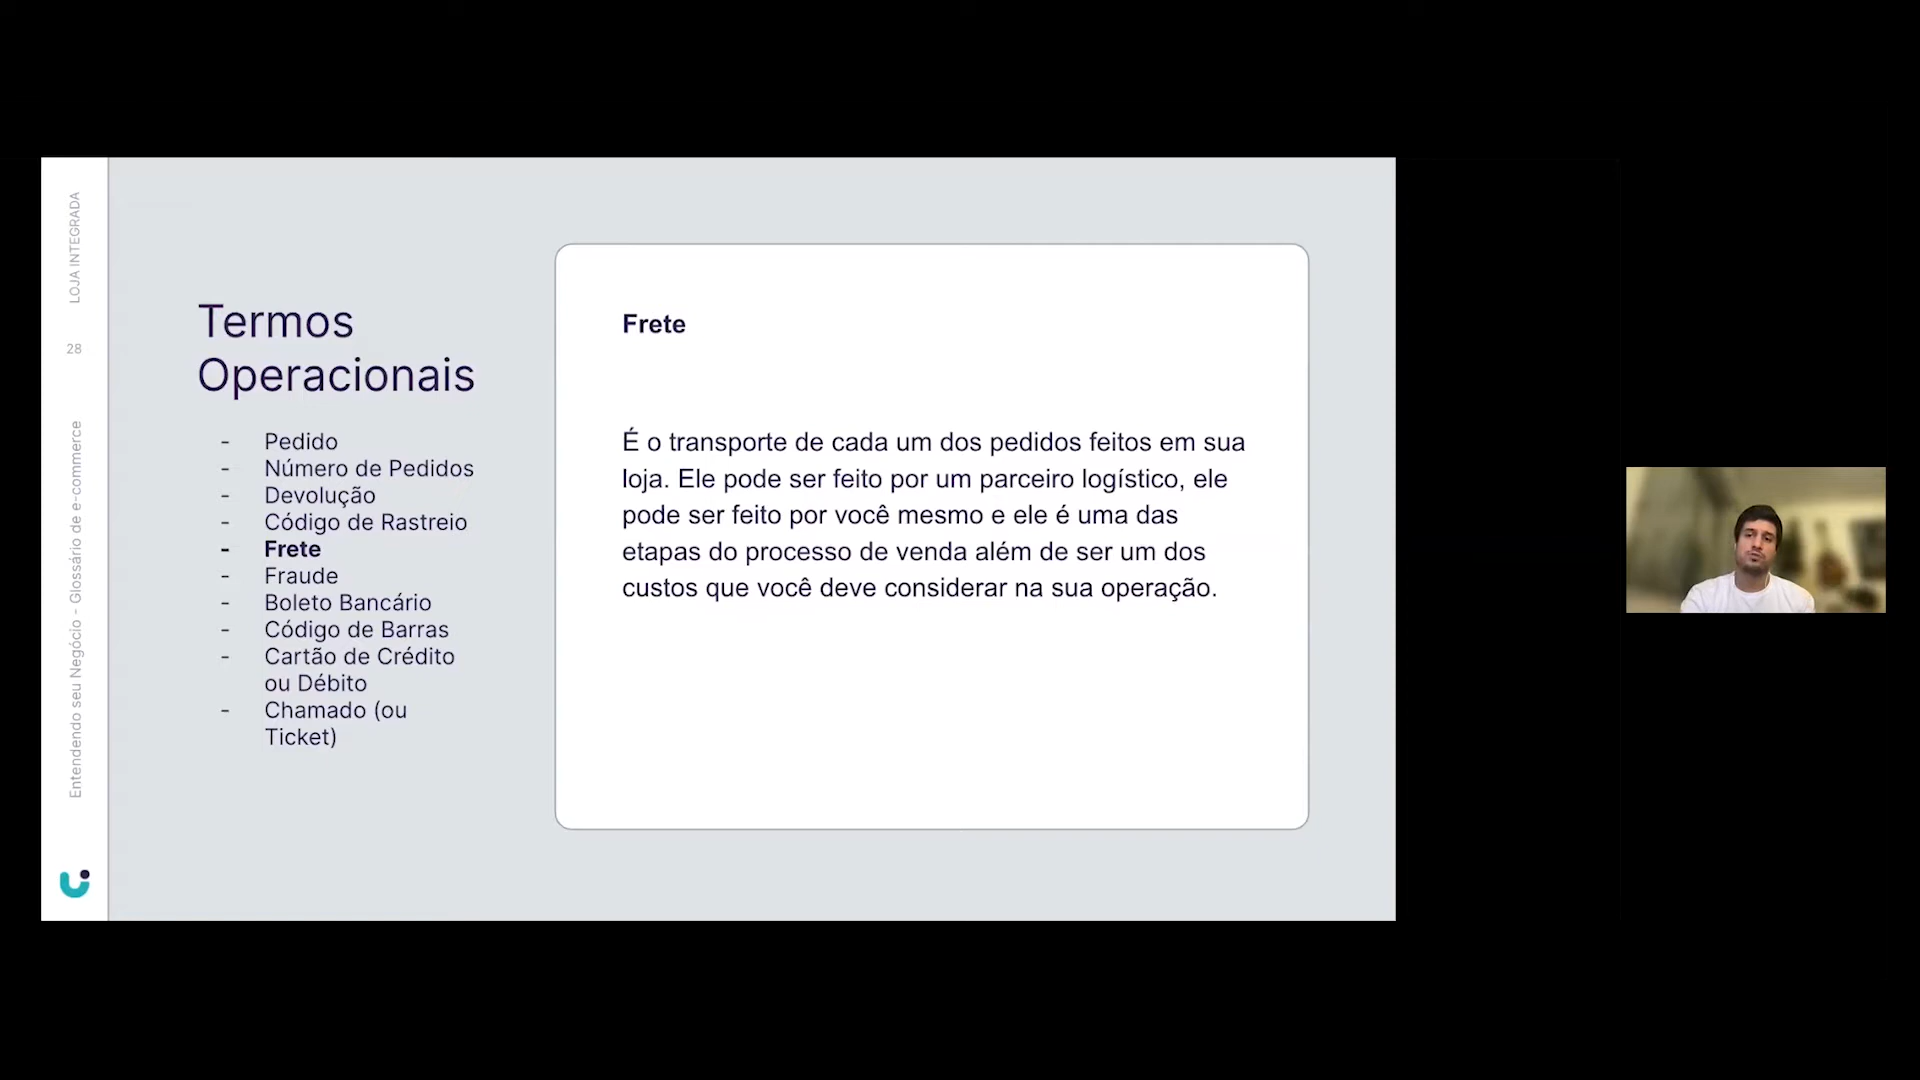 LOJA INTEGRADA
28
Entendendo seu Negócio - Glossário de e-commerce
Termos
Operacionais
- Pedido
- Número de Pedidos
- Devolução
- Código de Rastreio
- Frete
- Fraude
- Boleto Bancário
- Código de Barras
- Cartão de Crédito
ou Débito
- Chamado (ou
Ticket)
Frete
É o transporte de cada um dos pedidos feitos em sua
loja. Ele pode ser feito por um parceiro logístico, ele
pode ser feito por você mesmo e ele é uma das
etapas do processo de venda além de ser um dos
custos que você deve considerar na sua operação.